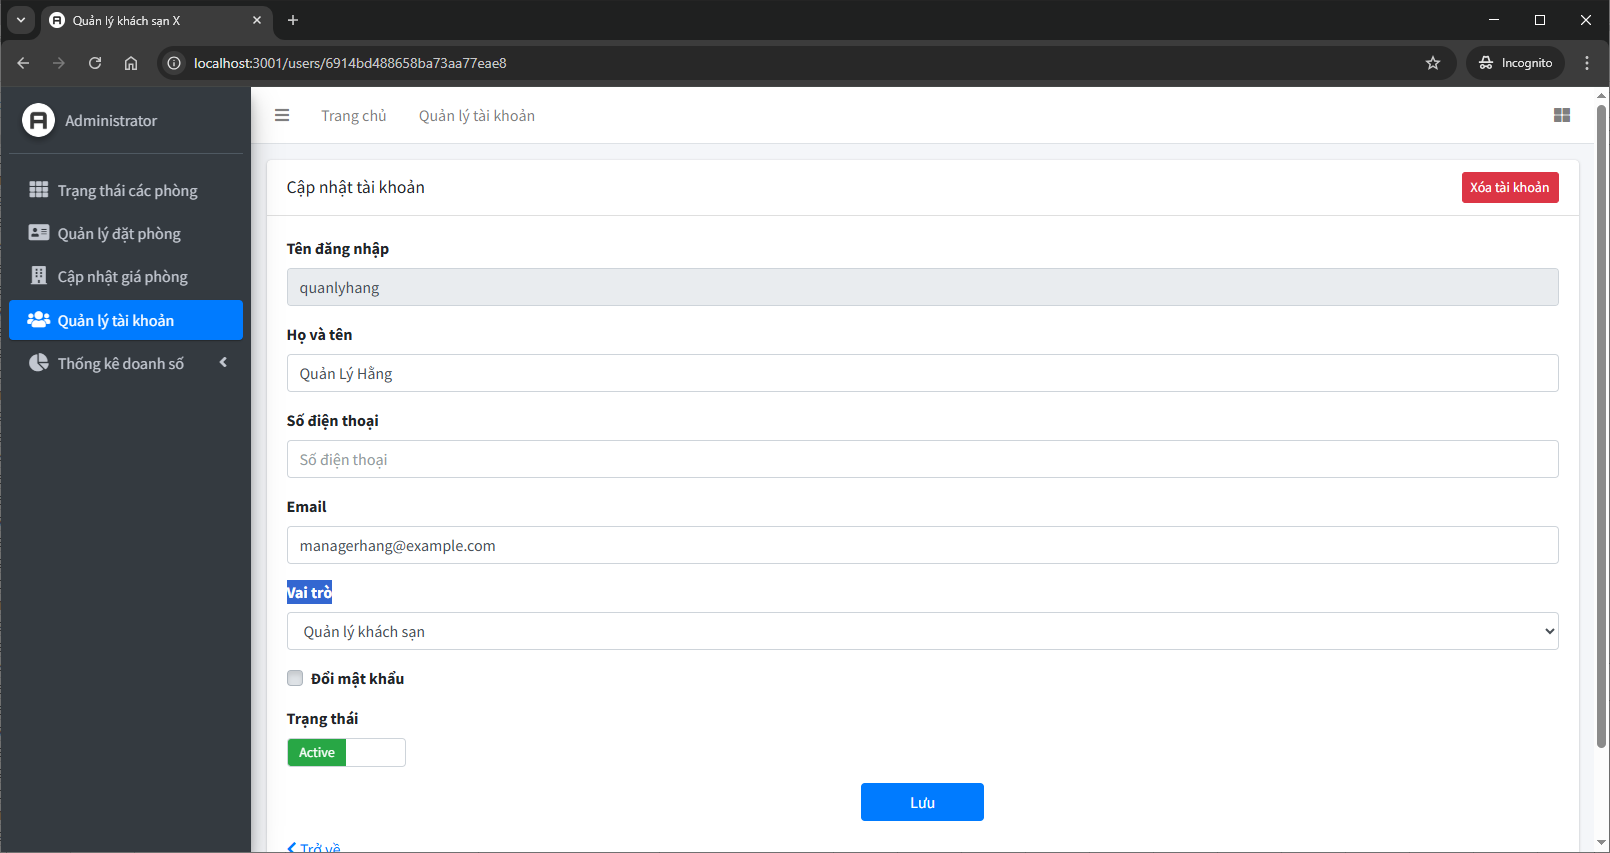 Quản lý khách sạn X
localhost:3001/users/6914bd488658ba73aa77eae8
Incognito
Administrator
Trang chủ
Quản lý tài khoản
Trạng thái các phòng
Quản lý đặt phòng
Cập nhật giá phòng
Quản lý tài khoản
Thống kê doanh số
Cập nhật tài khoản
Xóa tài khoản
Tên đăng nhập
quanlyhang
Họ và tên
Quản Lý Hằng
Số điện thoại
Số điện thoại
Email
managerhang@example.com
Vai trò
Quản lý khách sạn
Đổi mật khẩu
Trạng thái
Active
Lưu
Trở về